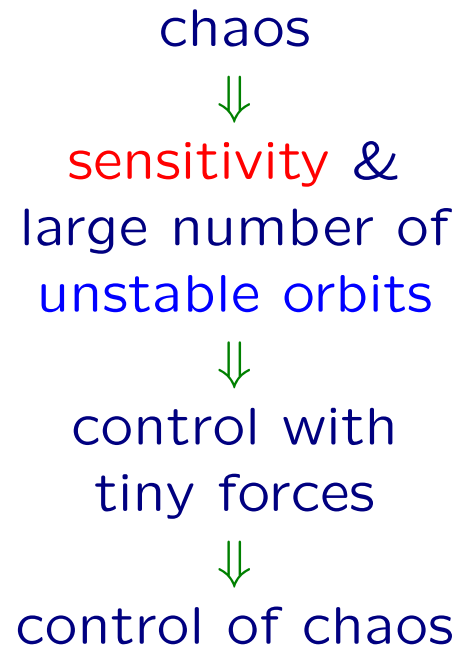 chaos
⇓
sensitivity &
large number of
unstable orbits
⇓
control with
tiny forces
⇓
control of chaos